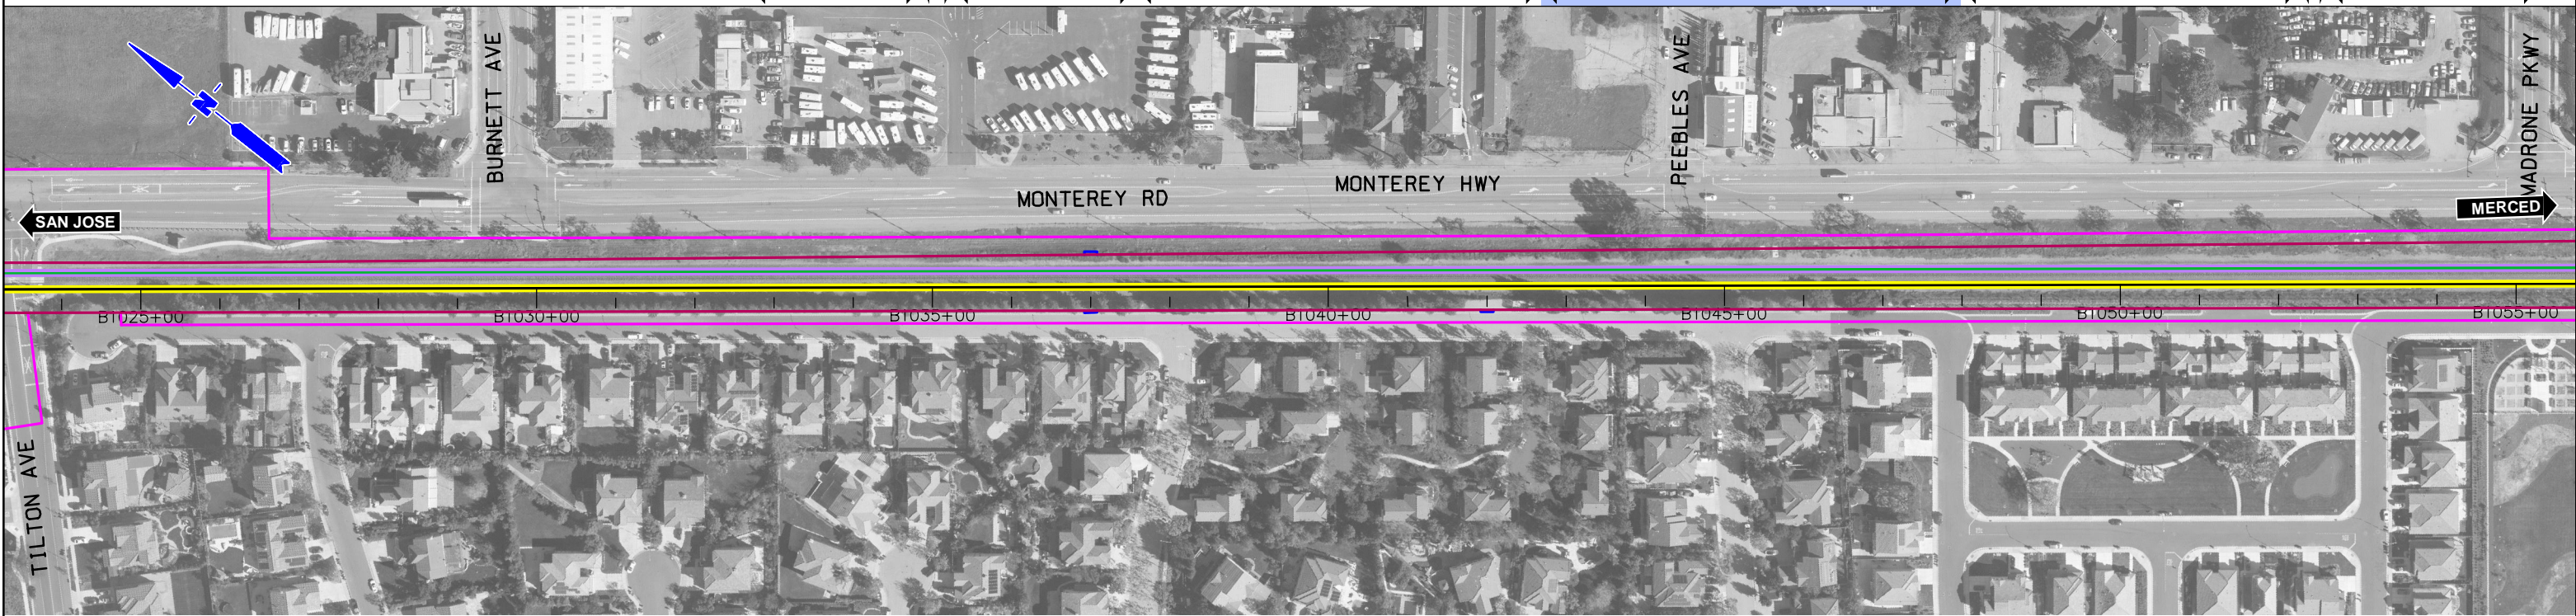 BURNETT AVE
PEEBLES AVE
MADRONE PKWY
N
MONTEREY RD
MONTEREY HWY
SAN JOSE
MERCED
B1025+00
B1030+00
B1035+00
B1040+00
B1045+00
B1050+00
B1055+00
TILTON AVE